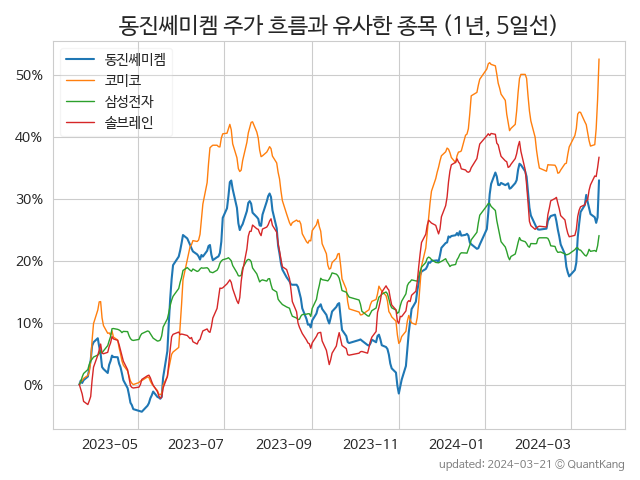 동진쎄미켐 주가 흐름과 유사한 종목 (1년, 5일선)
동진쎄미켐
코미코
삼성전자
솔브레인
50%
40%
30%
20%
10%
0%
2023-05 2023-07 2023-09 2023-11 2024-01 2024-03
updated: 2024-03-21 © QuantKang